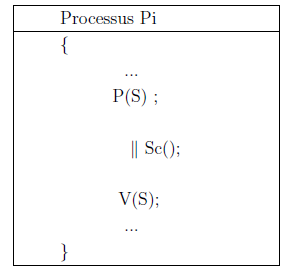 Processus Pi
{
...
P(S) ;
|| Sc();
V(S);
...
}